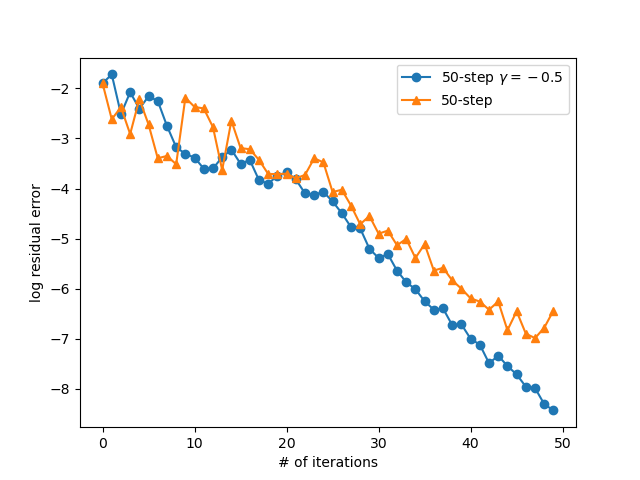 50-step γ = −0.5
50-step
log residual error
−2
−3
−4
−5
−6
−7
−8
0 10 20 30 40 50
# of iterations